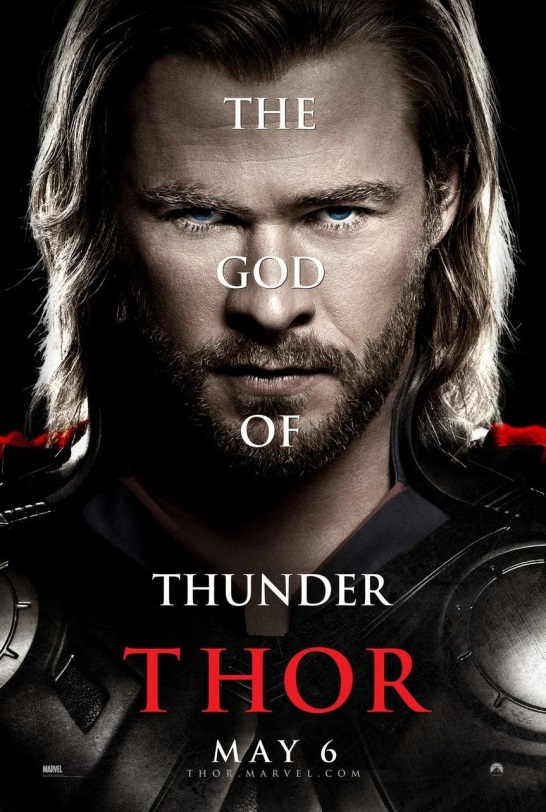 THE
GOD
OF
THUNDER
THOR
MAY 6
MARVEL
THOR.MARVEL.COM